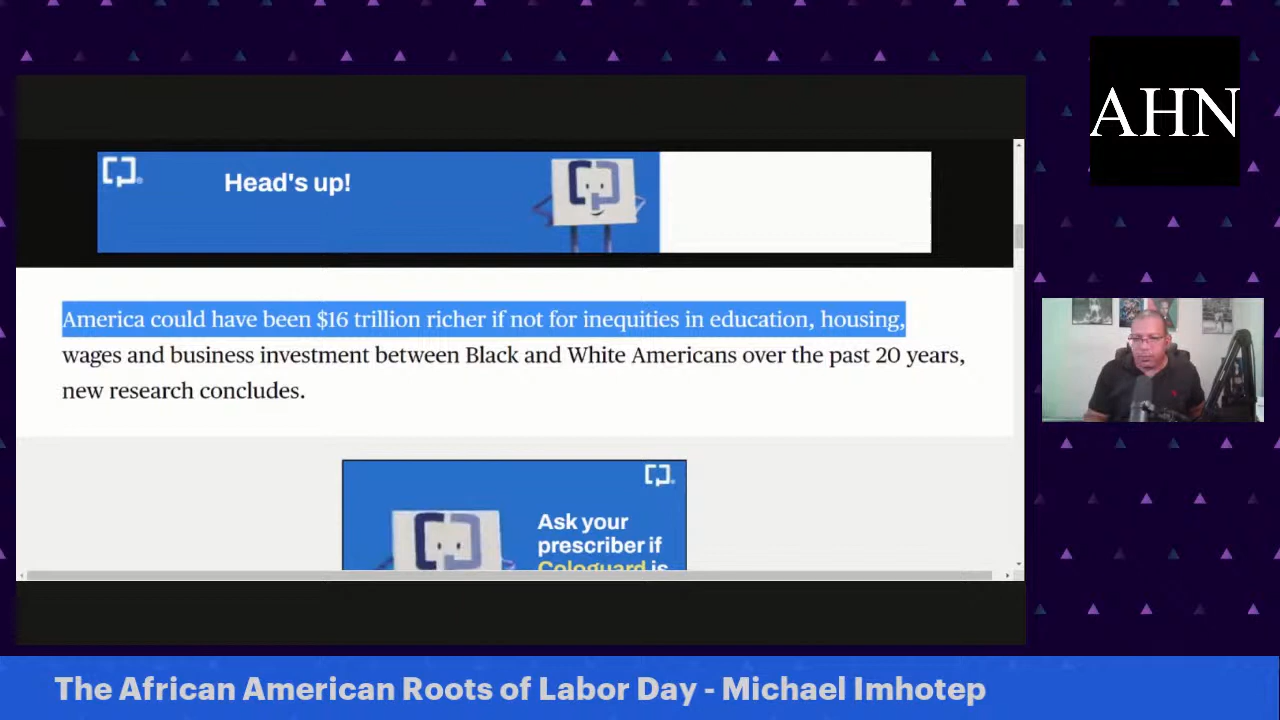 AHN
Head's up!
America could have been $16 trillion richer if not for inequities in education, housing,
wages and business investment between Black and White Americans over the past 20 years,
new research concludes.
Ask your
prescriber if
Cologuard is
The African American Roots of Labor Day - Michael Imhotep